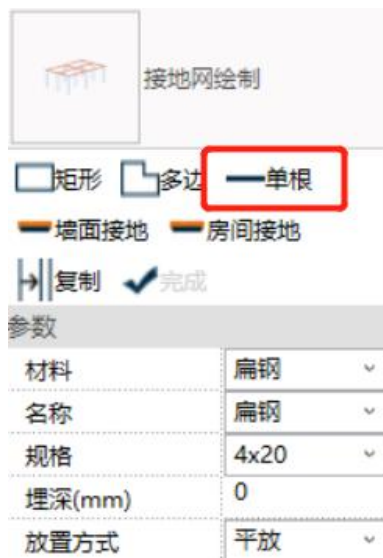 接地网绘制
矩形 多边 单根
墙面接地 房间接地
复制 完成
参数
材料 扁钢
名称 扁钢
规格 4x20
埋深(mm) 0
放置方式 平放